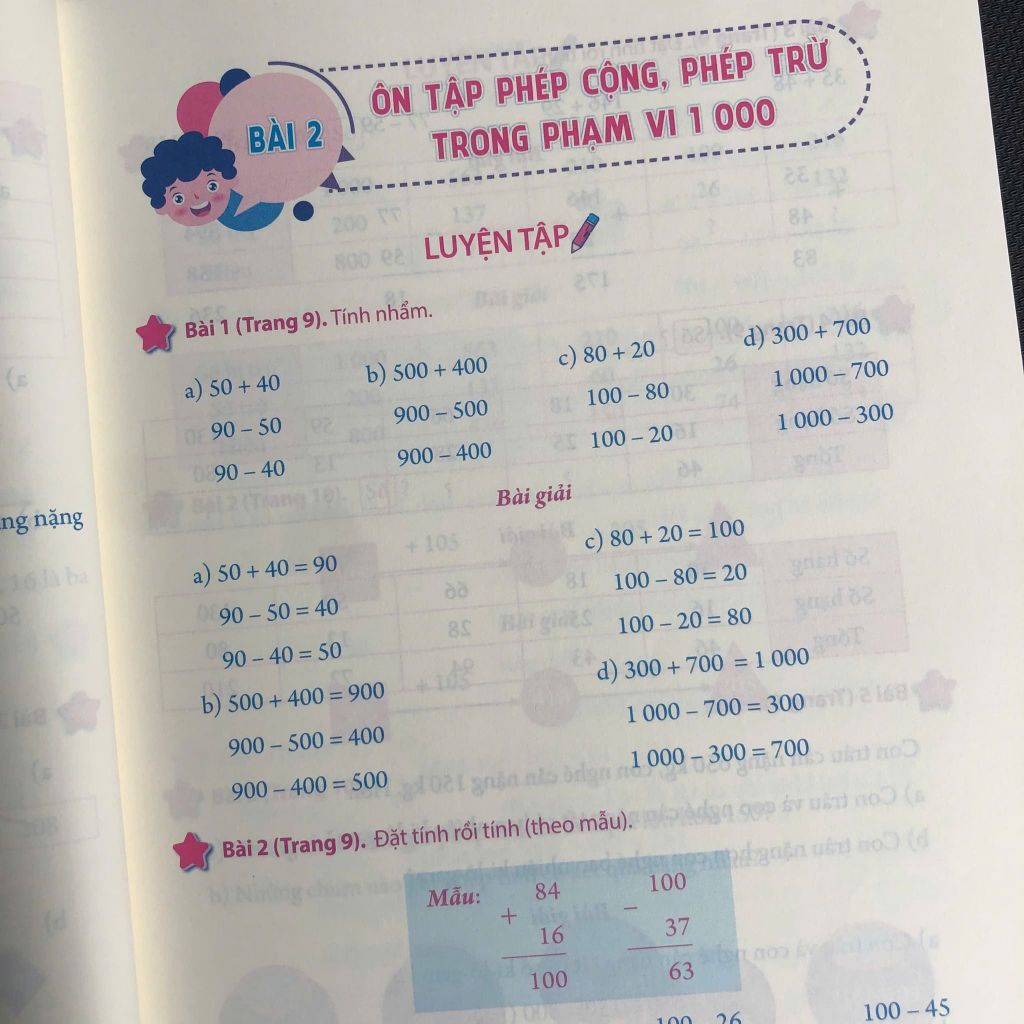 BÀI 2
ÔN TẬP PHÉP CỘNG, PHÉP TRỪ
TRONG PHẠM VI 1 000
LUYỆN TẬP
Bài 1 (Trang 9). Tính nhẩm.
a) 50 + 40
90 – 50
90 – 40
b) 500 + 400
900 – 500
900 – 400
c) 80 + 20
100 – 80
100 – 20
d) 300 + 700
1 000 – 700
1 000 – 300
Bài giải
a) 50 + 40 = 90
90 – 50 = 40
90 – 40 = 50
b) 500 + 400 = 900
900 – 500 = 400
900 – 400 = 500
c) 80 + 20 = 100
100 – 80 = 20
100 – 20 = 80
d) 300 + 700 = 1 000
1 000 – 700 = 300
1 000 – 300 = 700
Bài 2 (Trang 9). Đặt tính rồi tính (theo mẫu).
Mẫu:
84
+
16
100
100
–
37
63
100 – 45
nặng